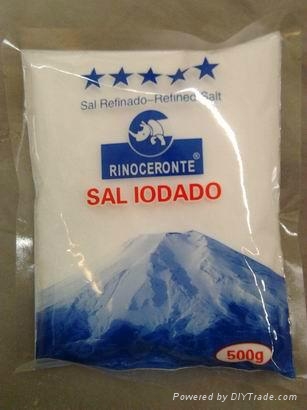 Sal Refinado-Refined Salt
RINOCERONTE®
SAL IODADO
500g
Powered by DIYTrade.com